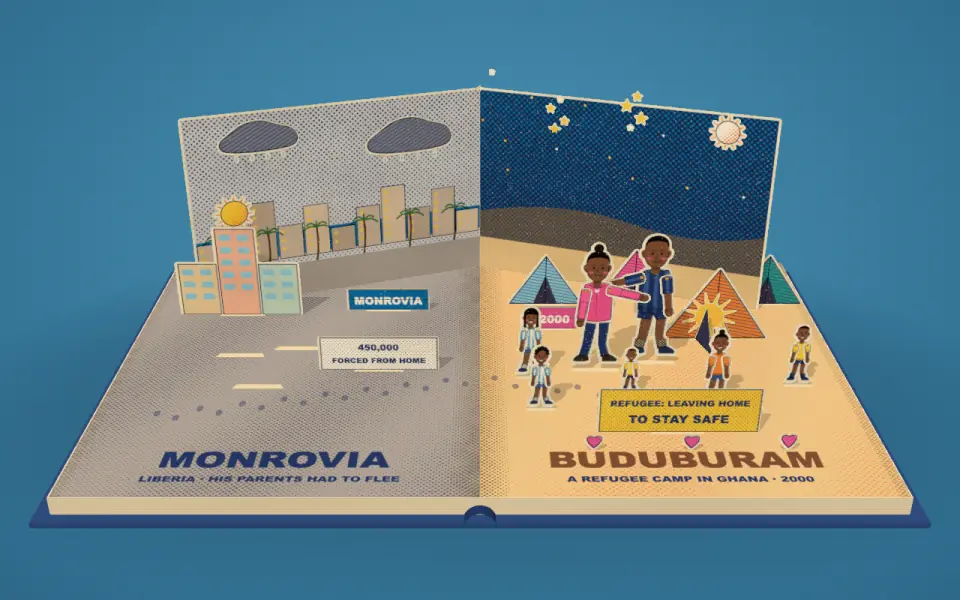 MONROVIA
450,000
FORCED FROM HOME
MONROVIA
LIBERIA · HIS PARENTS HAD TO FLEE
2000
REFUGEE: LEAVING HOME
TO STAY SAFE
BUDUBURAM
A REFUGEE CAMP IN GHANA · 2000